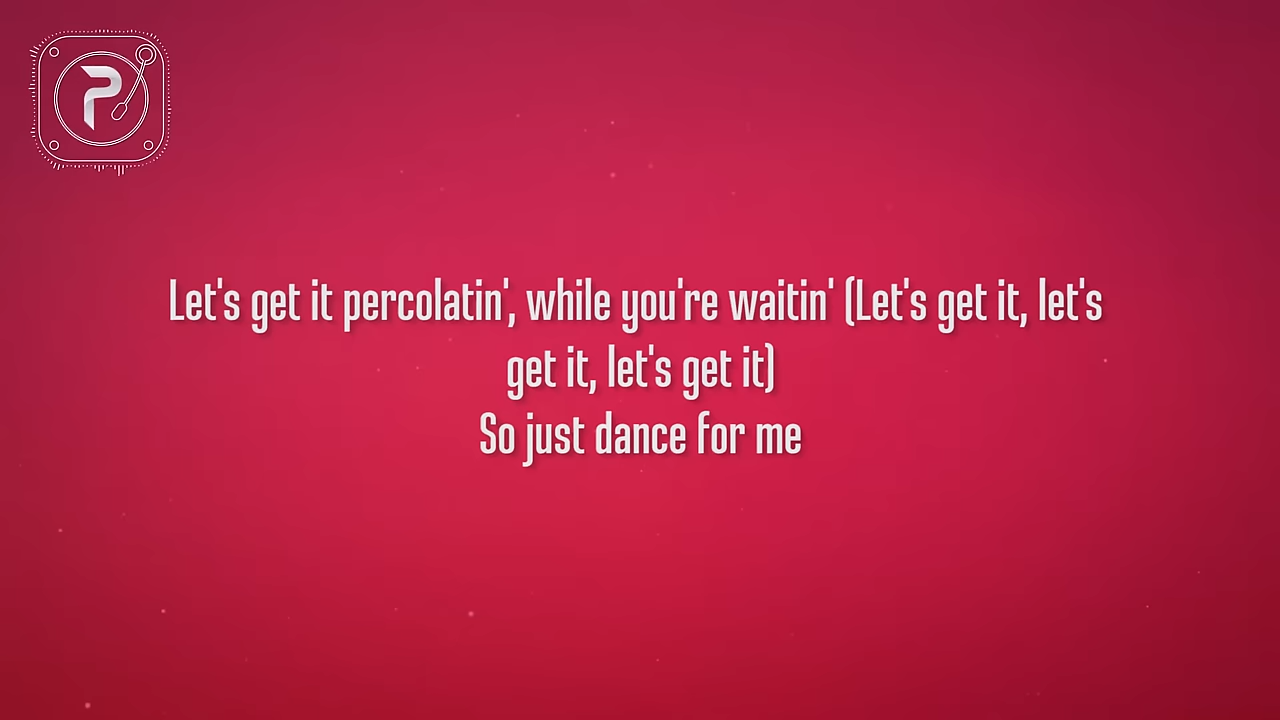 P
Let's get it percolatin', while you're waitin' (Let's get it, let's
get it, let's get it)
So just dance for me